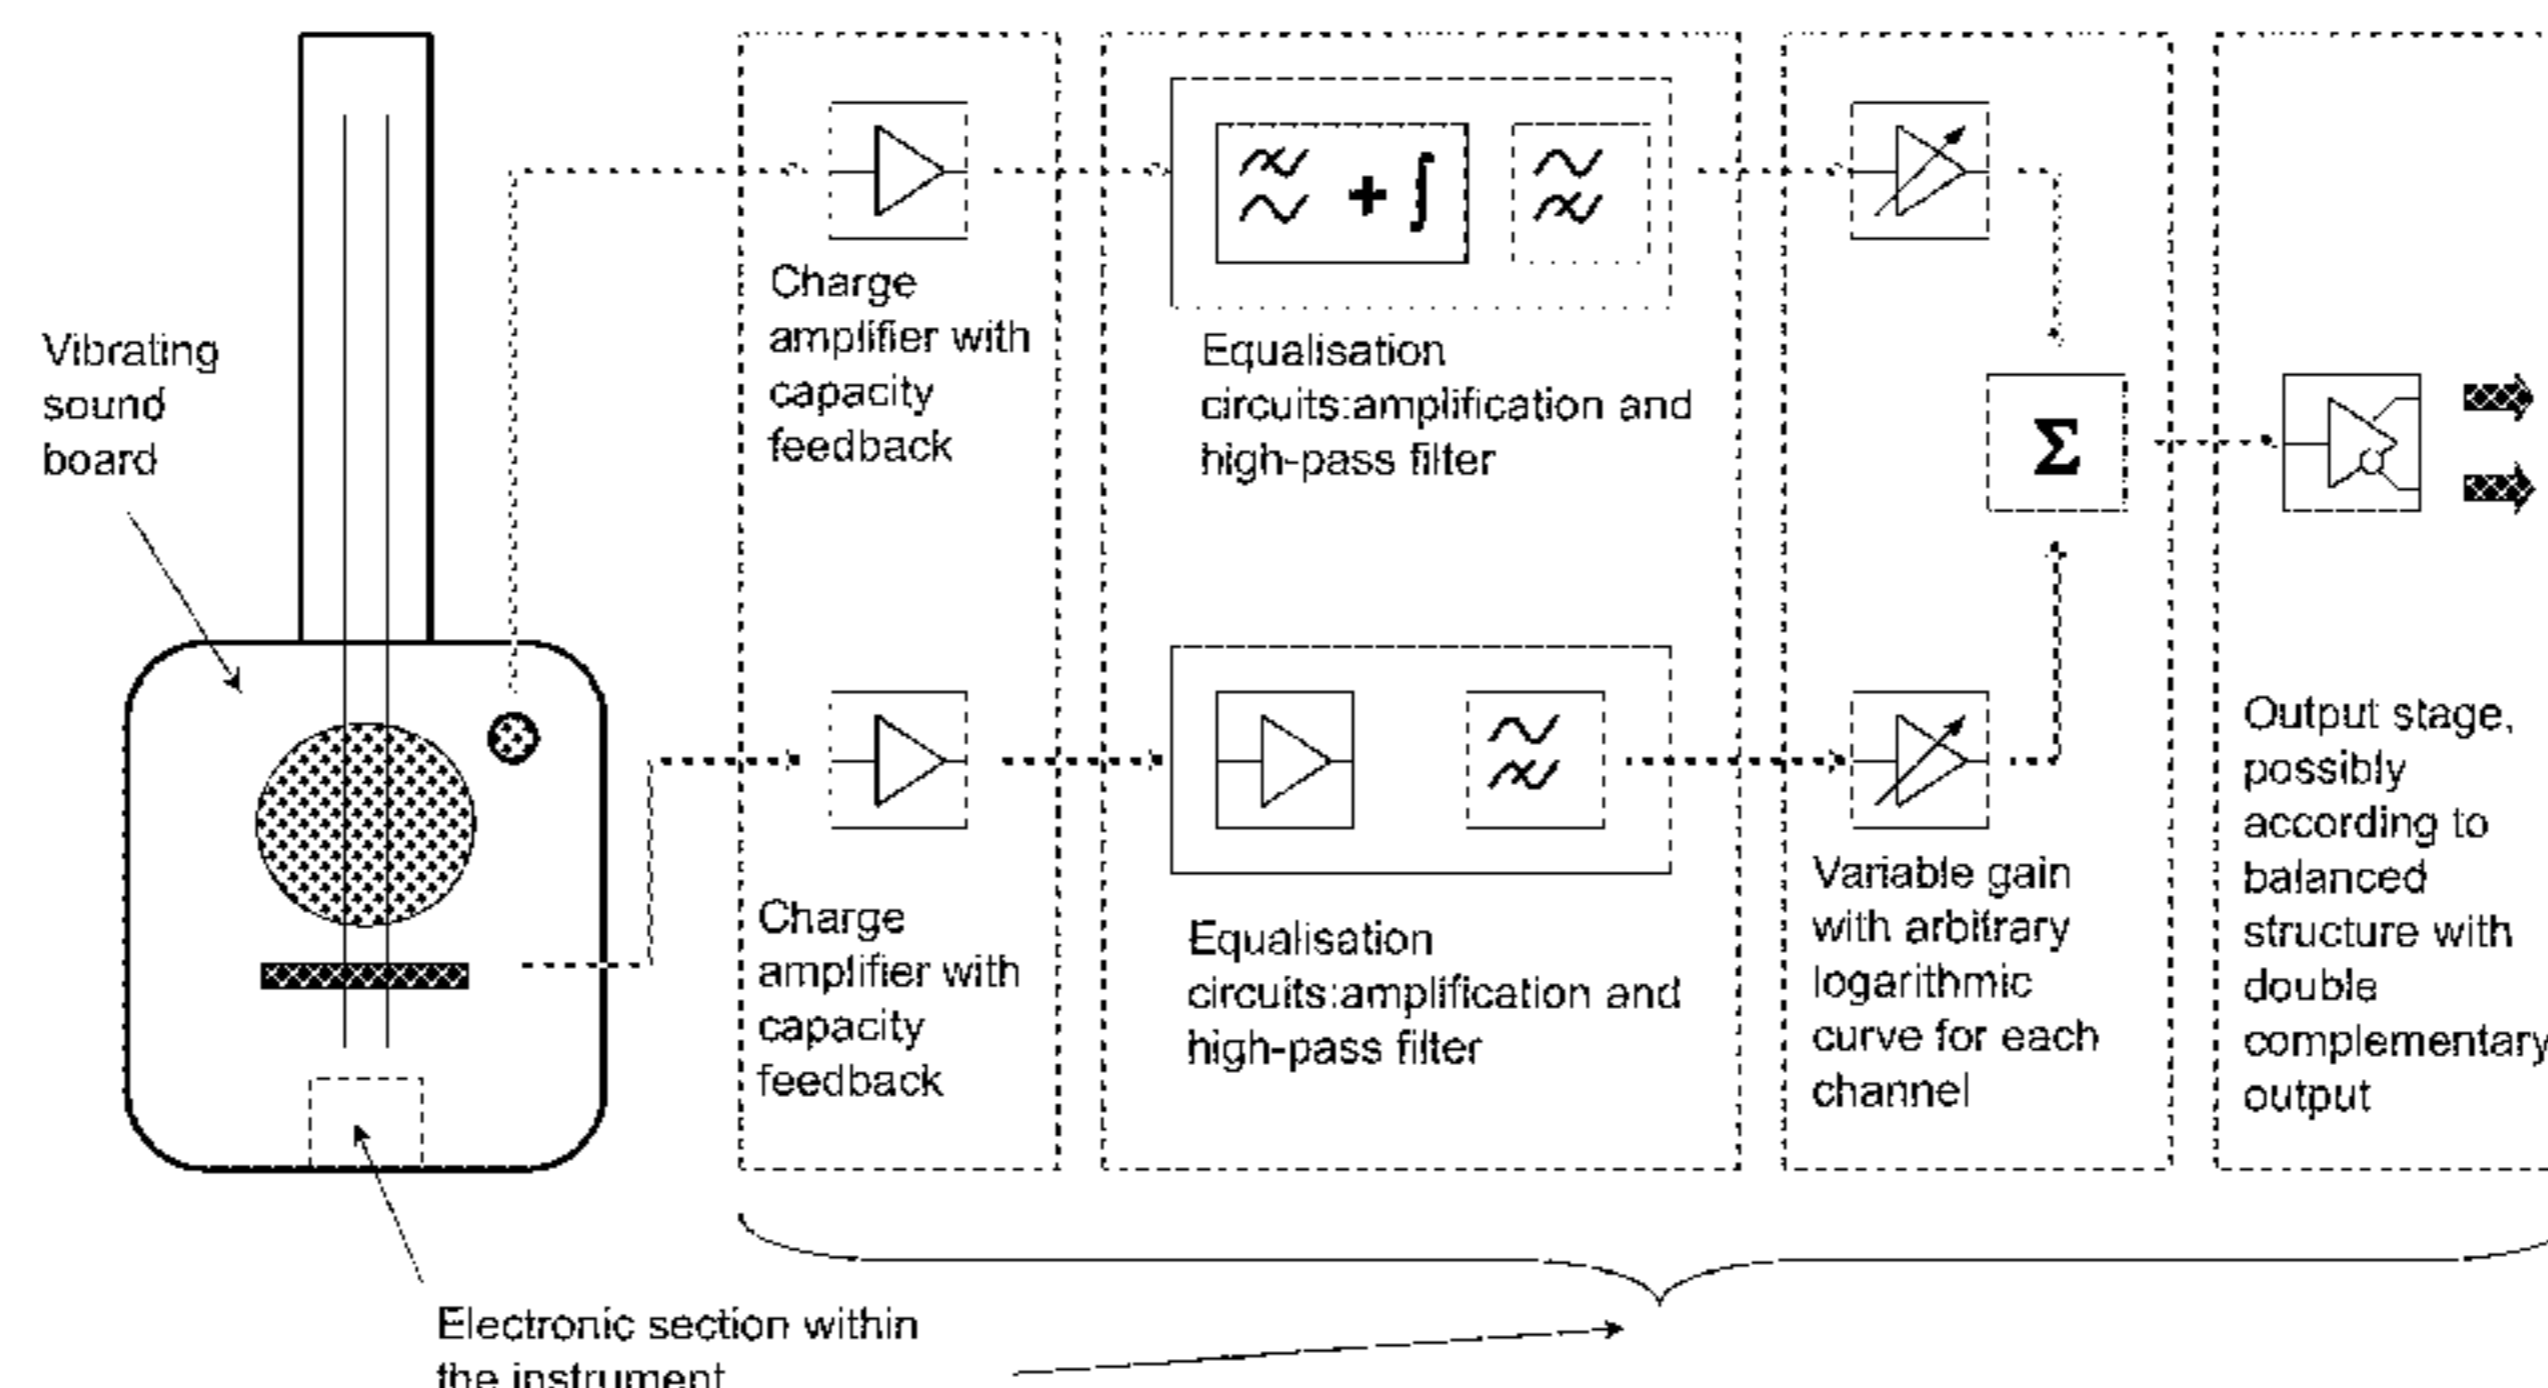 Vibrating
sound
board
Charge
amplifier with
capacity
feedback
Equalisation
circuits:amplification and
high-pass filter
+ ∫
Σ
Charge
amplifier with
capacity
feedback
Equalisation
circuits:amplification and
high-pass filter
Variable gain
with arbitrary
logarithmic
curve for each
channel
Output stage,
possibly
according to
balanced
structure with
double
complementary
output
Electronic section within
the instrument